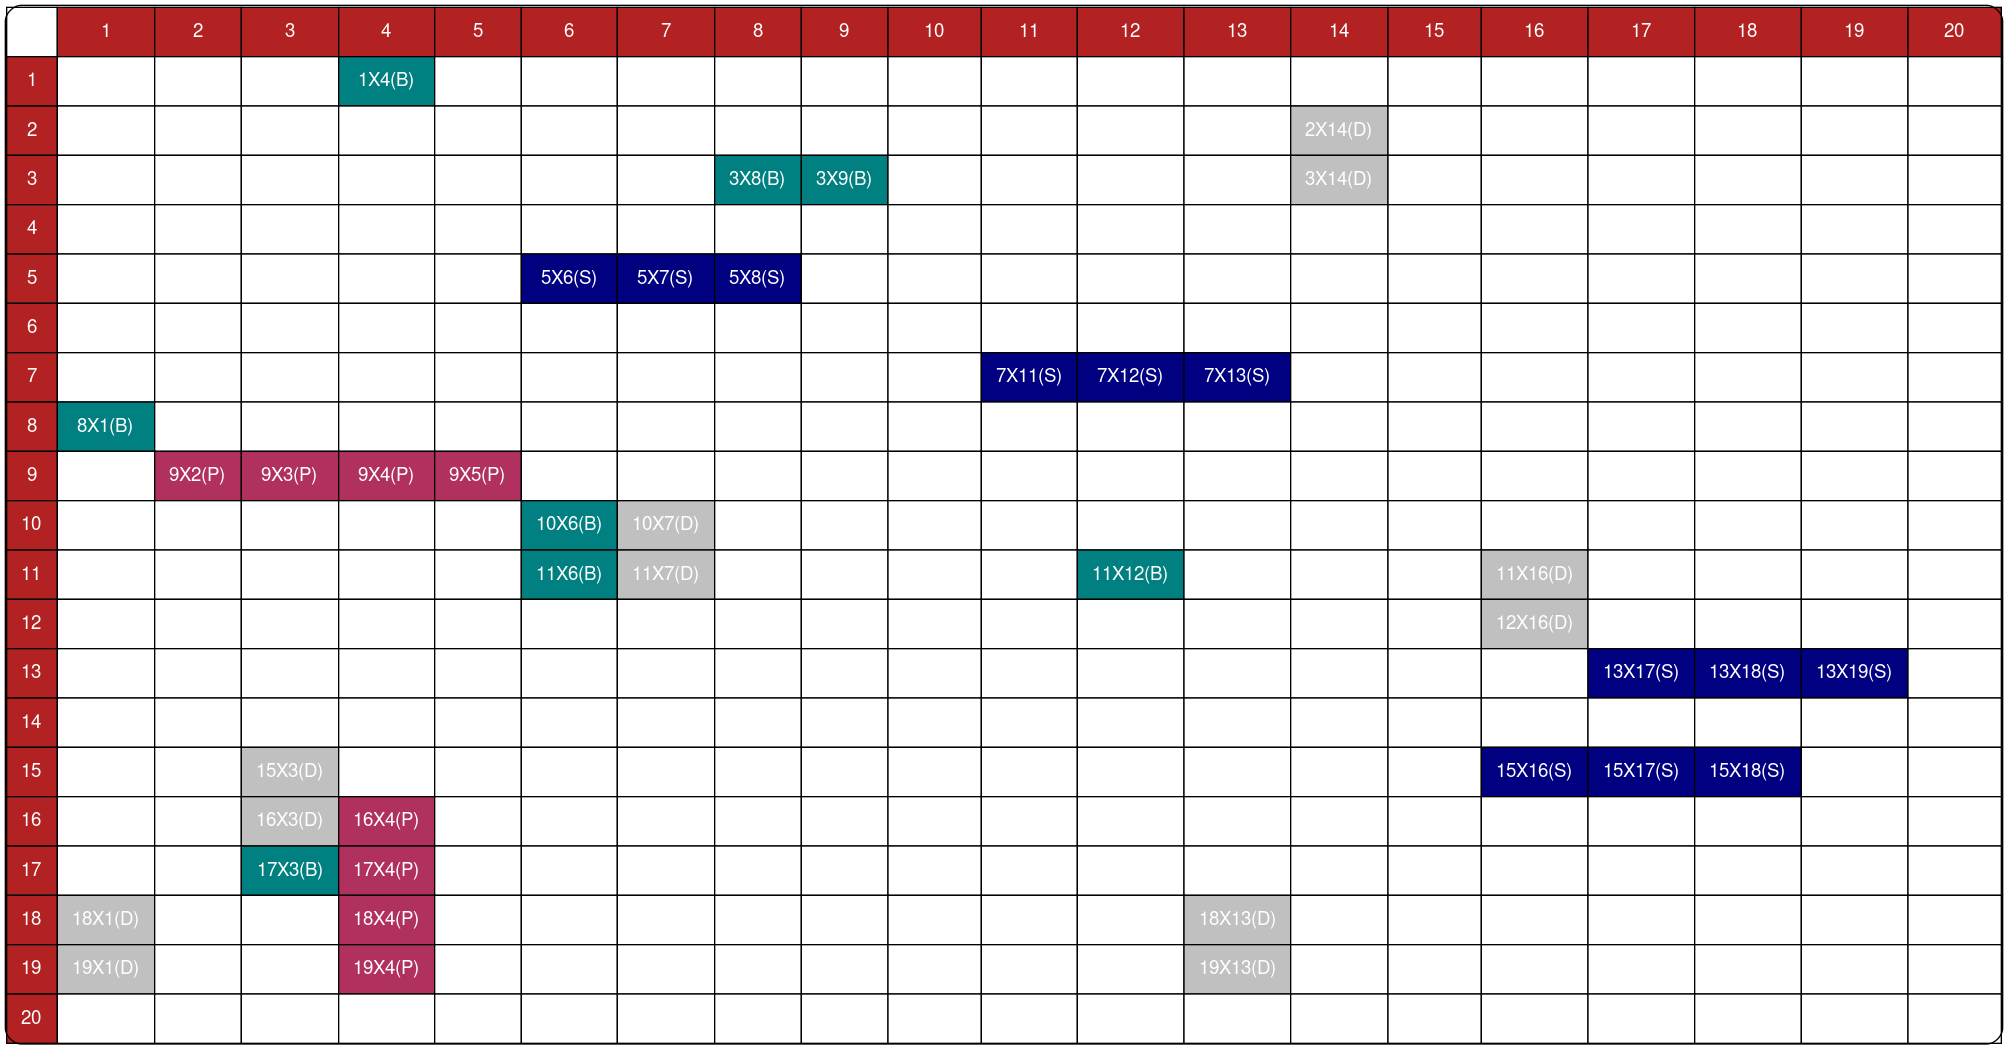 1 2 3 4 5 6 7 8 9 10 11 12 13 14 15 16 17 18 19 20
1 1X4(B)
2 2X14(D)
3 3X8(B) 3X9(B) 3X14(D)
4
5 5X6(S) 5X7(S) 5X8(S)
6
7 7X11(S) 7X12(S) 7X13(S)
8 8X1(B)
9 9X2(P) 9X3(P) 9X4(P) 9X5(P)
10 10X6(B) 10X7(D)
11 11X6(B) 11X7(D) 11X12(B) 11X16(D)
12 12X16(D)
13 13X17(S) 13X18(S) 13X19(S)
14
15 15X3(D) 15X16(S) 15X17(S) 15X18(S)
16 16X3(D) 16X4(P)
17 17X3(B) 17X4(P)
18 18X1(D) 18X4(P) 18X13(D)
19 19X1(D) 19X4(P) 19X13(D)
20